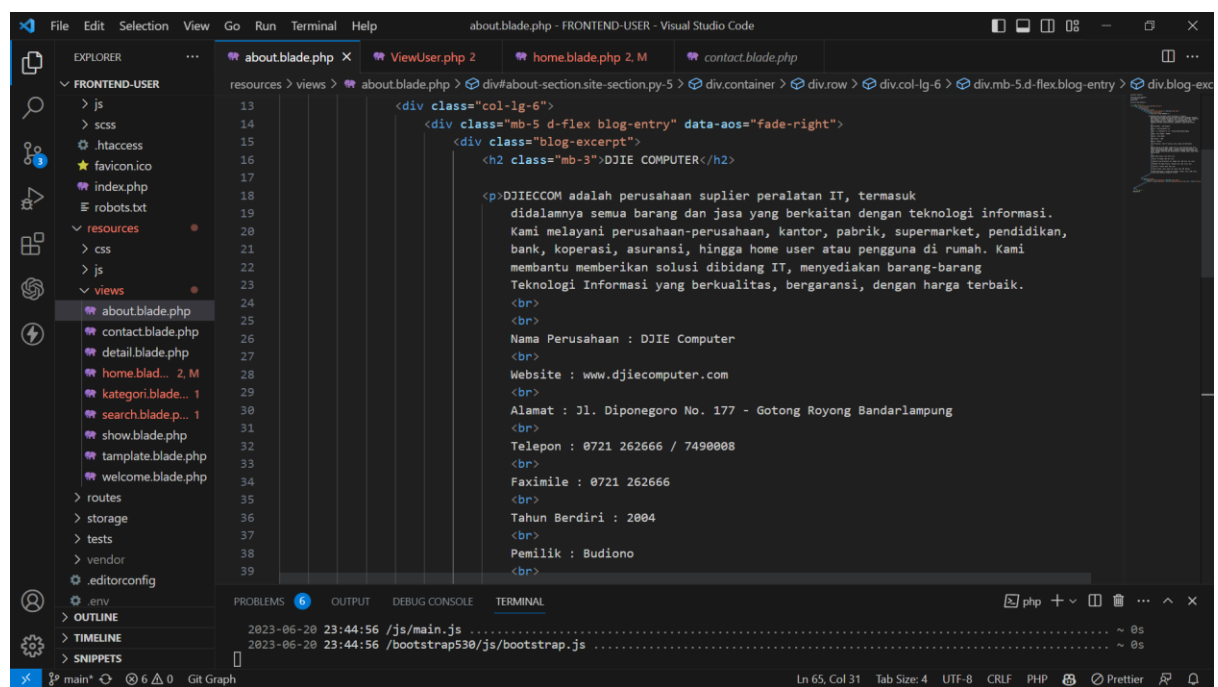 File Edit Selection View Go Run Terminal Help about.blade.php - FRONTEND-USER - Visual Studio Code
EXPLORER
about.blade.php ViewUser.php 2 home.blade.php 2, M contact.blade.php
FRONTEND-USER
resources > views > about.blade.php > div#about-section.site-section.py-5 > div.container > div.row > div.col-lg-6 > div.mb-5.d-flex.blog-entry > div.blog-exc
> js
> scss
.htaccess
favicon.ico
index.php
robots.txt
resources
> css
> js
views
about.blade.php
contact.blade.php
detail.blade.php
home.blad... 2, M
kategori.blade... 1
search.blade.p... 1
show.blade.php
tamplate.blade.php
welcome.blade.php
> routes
> storage
> tests
> vendor
.editorconfig
.env
> OUTLINE
> TIMELINE
> SNIPPETS
3
13 <div class="col-lg-6">
14 <div class="mb-5 d-flex blog-entry" data-aos="fade-right">
15 <div class="blog-excerpt">
16 <h2 class="mb-3">DJIE COMPUTER</h2>
17
18 <p>DJIECCOM adalah perusahaan suplier peralatan IT, termasuk
19 didalamnya semua barang dan jasa yang berkaitan dengan teknologi informasi.
20 Kami melayani perusahaan-perusahaan, kantor, pabrik, supermarket, pendidikan,
21 bank, koperasi, asuransi, hingga home user atau pengguna di rumah. Kami
22 membantu memberikan solusi dibidang IT, menyediakan barang-barang
23 Teknologi Informasi yang berkualitas, bergaransi, dengan harga terbaik.
24 <br>
25 <br>
26 Nama Perusahaan : DJIE Computer
27 <br>
28 Website : www.djiecomputer.com
29 <br>
30 Alamat : Jl. Diponegoro No. 177 - Gotong Royong Bandarlampung
31 <br>
32 Telepon : 0721 262666 / 7490008
33 <br>
34 Faximile : 0721 262666
35 <br>
36 Tahun Berdiri : 2004
37 <br>
38 Pemilik : Budiono
39 <br>
PROBLEMS 6 OUTPUT DEBUG CONSOLE TERMINAL php
2023-06-20 23:44:56 /js/main.js ........ ~ 0s
2023-06-20 23:44:56 /bootstrap530/js/bootstrap.js ........ ~ 0s
main* 6 0 Git Graph Ln 65, Col 31 Tab Size: 4 UTF-8 CRLF PHP Prettier